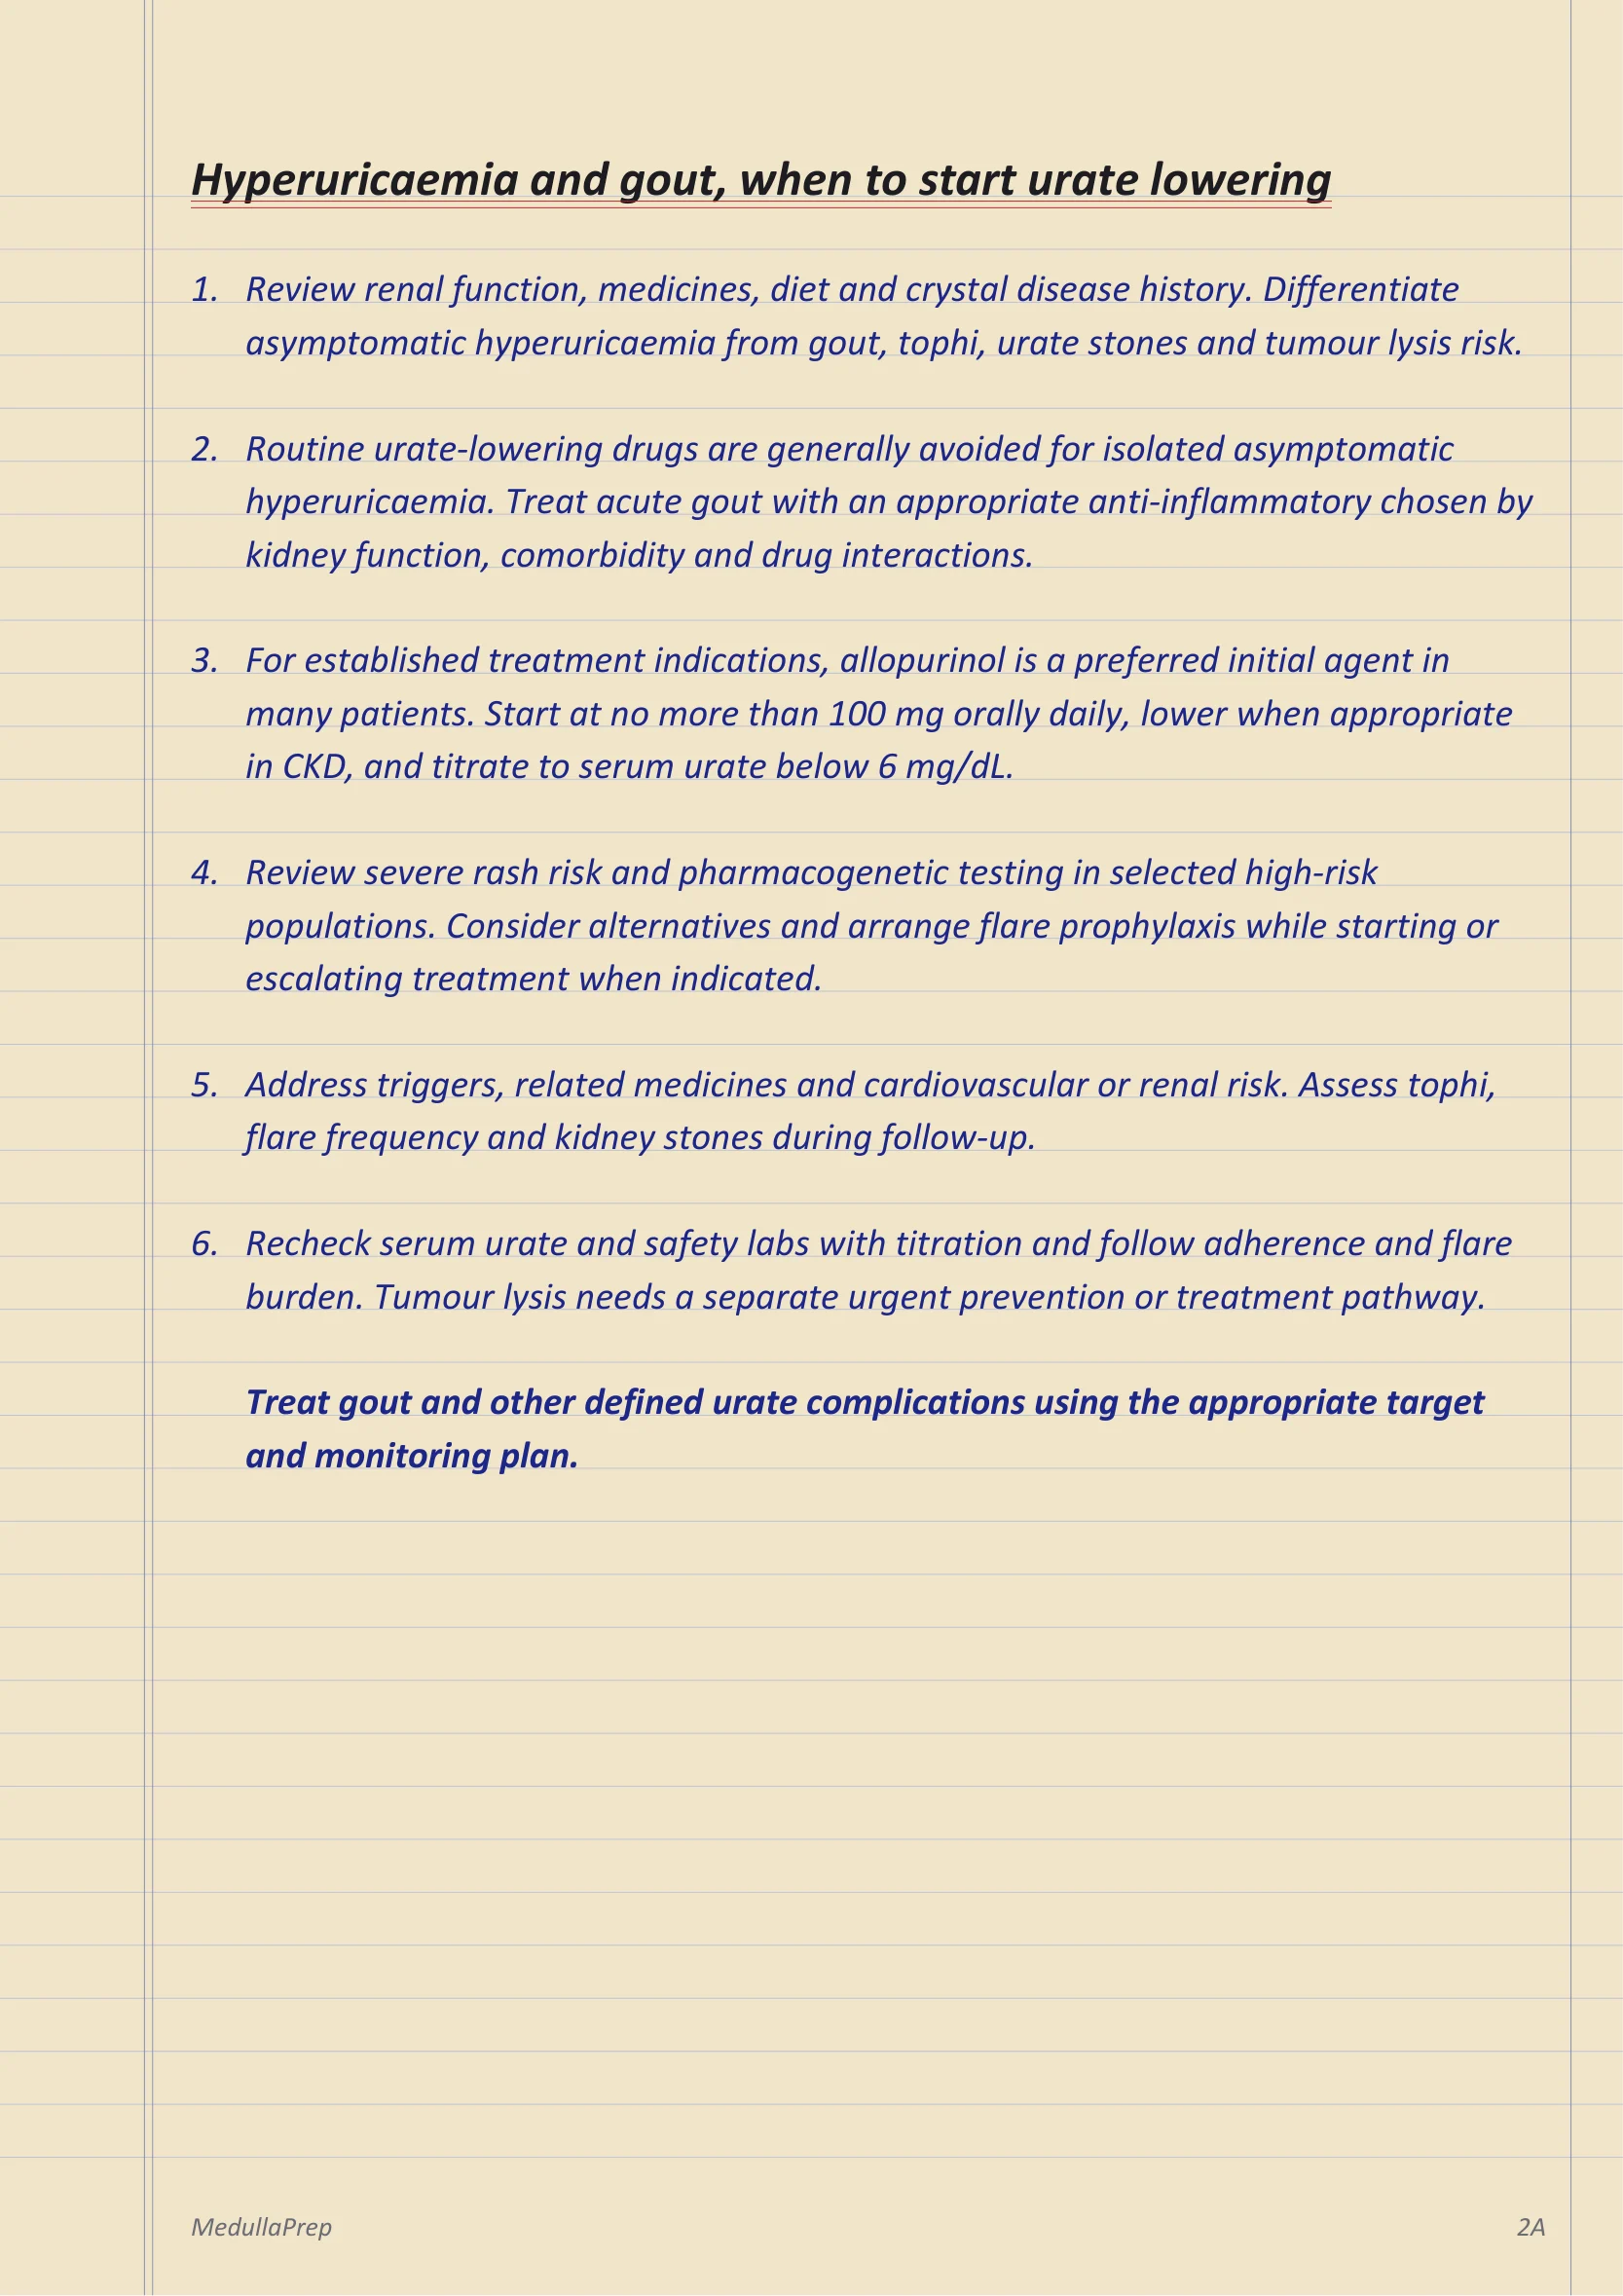 Hyperuricaemia and gout, when to start urate lowering
1. Review renal function, medicines, diet and crystal disease history. Differentiate
asymptomatic hyperuricaemia from gout, tophi, urate stones and tumour lysis risk.
2. Routine urate-lowering drugs are generally avoided for isolated asymptomatic
hyperuricaemia. Treat acute gout with an appropriate anti-inflammatory chosen by
kidney function, comorbidity and drug interactions.
3. For established treatment indications, allopurinol is a preferred initial agent in
many patients. Start at no more than 100 mg orally daily, lower when appropriate
in CKD, and titrate to serum urate below 6 mg/dL.
4. Review severe rash risk and pharmacogenetic testing in selected high-risk
populations. Consider alternatives and arrange flare prophylaxis while starting or
escalating treatment when indicated.
5. Address triggers, related medicines and cardiovascular or renal risk. Assess tophi,
flare frequency and kidney stones during follow-up.
6. Recheck serum urate and safety labs with titration and follow adherence and flare
burden. Tumour lysis needs a separate urgent prevention or treatment pathway.
Treat gout and other defined urate complications using the appropriate target
and monitoring plan.
MedullaPrep
2A